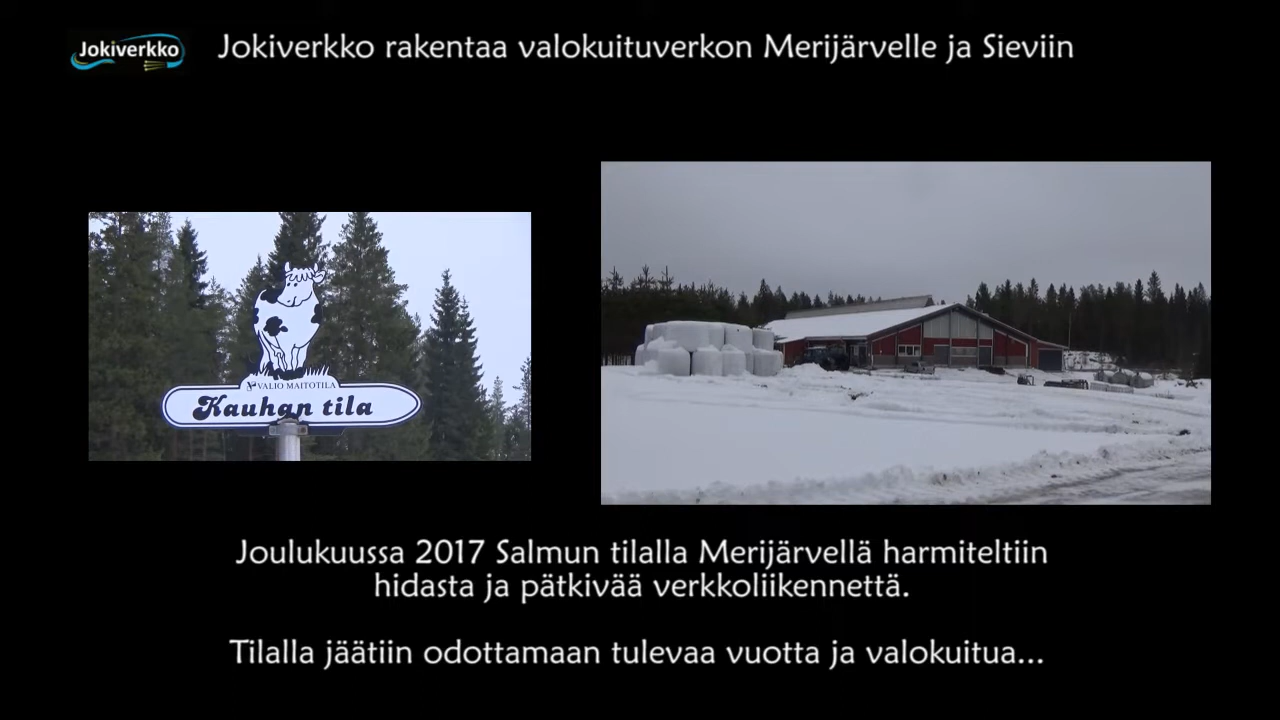 Jokiverkko
Jokiverkko rakentaa valokuituverkon Merijärvelle ja Sieviin
VALIO MAITOTILA
Kauhan tila
Joulukuussa 2017 Salmun tilalla Merijärvellä harmiteltiin
hidasta ja pätkivää verkkoliikennettä.
Tilalla jäätiin odottamaan tulevaa vuotta ja valokuitua...